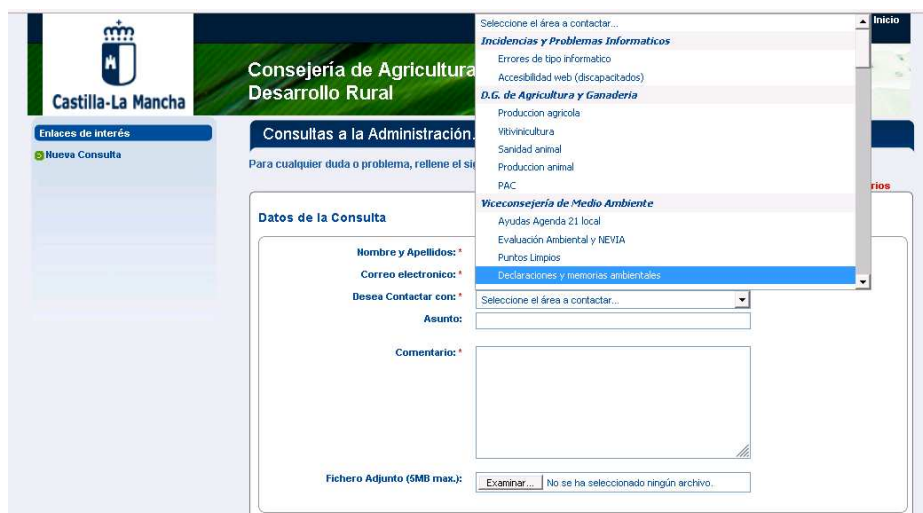 Inicio
Castilla-La Mancha
Consejería de Agricultura
Desarrollo Rural
Enlaces de interés
Nueva Consulta
Consultas a la Administración.
Para cualquier duda o problema, rellene el
rios
Seleccione el área a contactar...
Incidencias y Problemas Informaticos
Errores de tipo informatico
Accesibilidad web (discapacitados)
D.G. de Agricultura y Ganaderia
Produccion agricola
Vitivinicultura
Sanidad animal
Produccion animal
PAC
Viceconsejería de Medio Ambiente
Ayudas Agenda 21 local
Evaluación Ambiental y NEVIA
Puntos Limpios
Declaraciones y memorias ambientales
Datos de la Consulta
Nombre y Apellidos: *
Correo electronico: *
Desea Contactar con: * Seleccione el área a contactar...
Asunto:
Comentario: *
Fichero Adjunto (5MB max.): Examinar... No se ha seleccionado ningún archivo.